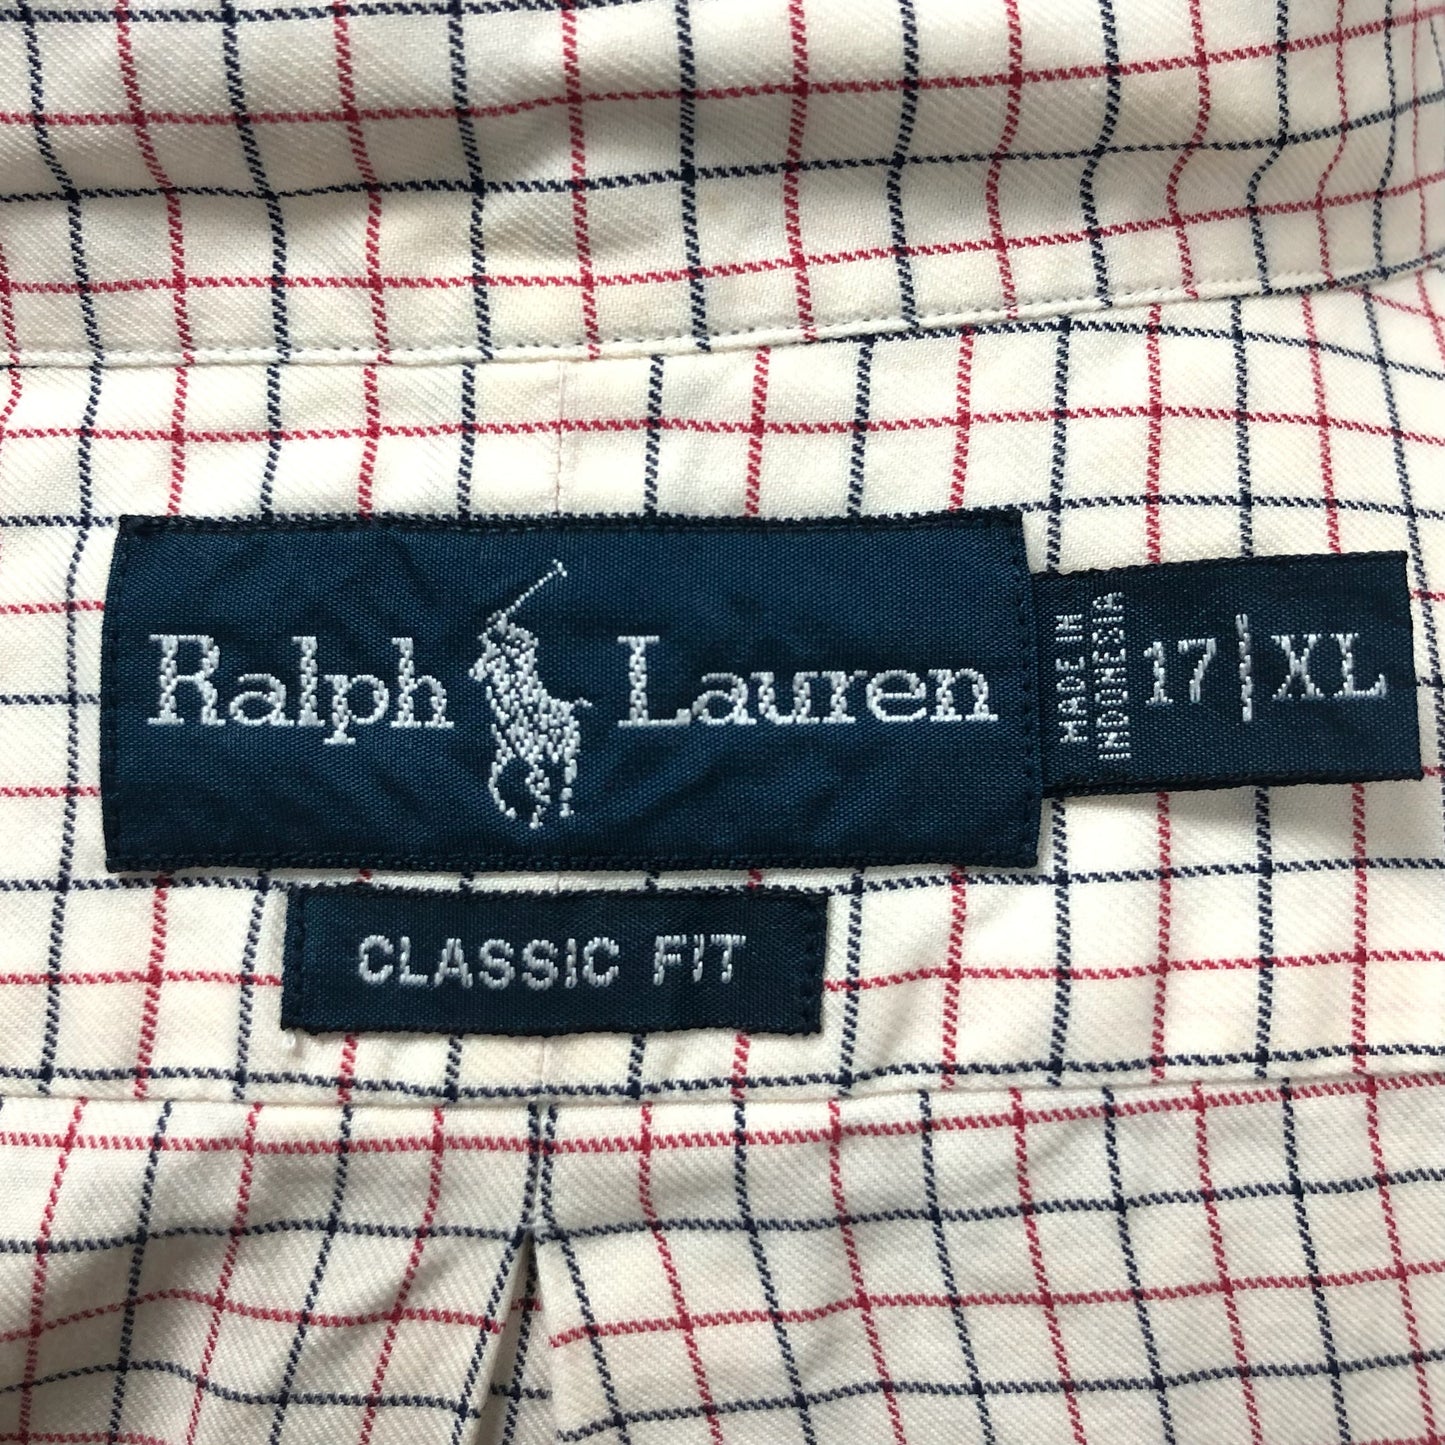 Ralph Lauren
MADE IN
INDONESIA
17 | XL
CLASSIC FIT